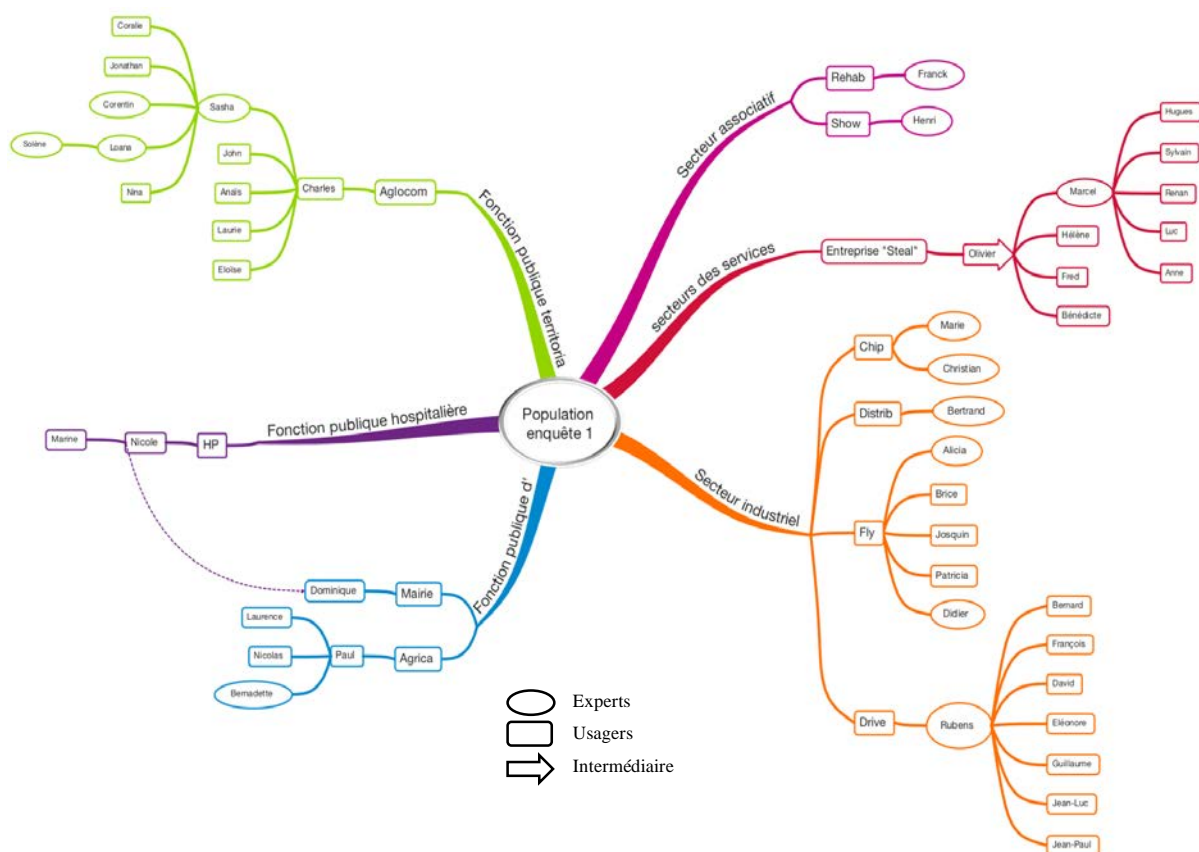 Population
enquête 1
Fonction publique territoria
Aglocom
Charles
Sasha
Coralie
Jonathan
Corentin
Loana
Solène
Nina
John
Anaïs
Laurie
Eloïse
Secteur associatif
Rehab
Franck
Show
Henri
secteurs des services
Entreprise "Steal"
Olivier
Marcel
Hugues
Sylvain
Renan
Luc
Anne
Hélène
Fred
Bénédicte
Secteur industriel
Chip
Marie
Christian
Distrib
Bertrand
Fly
Alicia
Brice
Josquin
Patricia
Didier
Drive
Rubens
Bernard
François
David
Eléonore
Guillaume
Jean-Luc
Jean-Paul
Fonction publique hospitalière
HP
Nicole
Marine
Fonction publique d'
Mairie
Dominique
Agrica
Paul
Laurence
Nicolas
Bernadette
Experts
Usagers
Intermédiaire